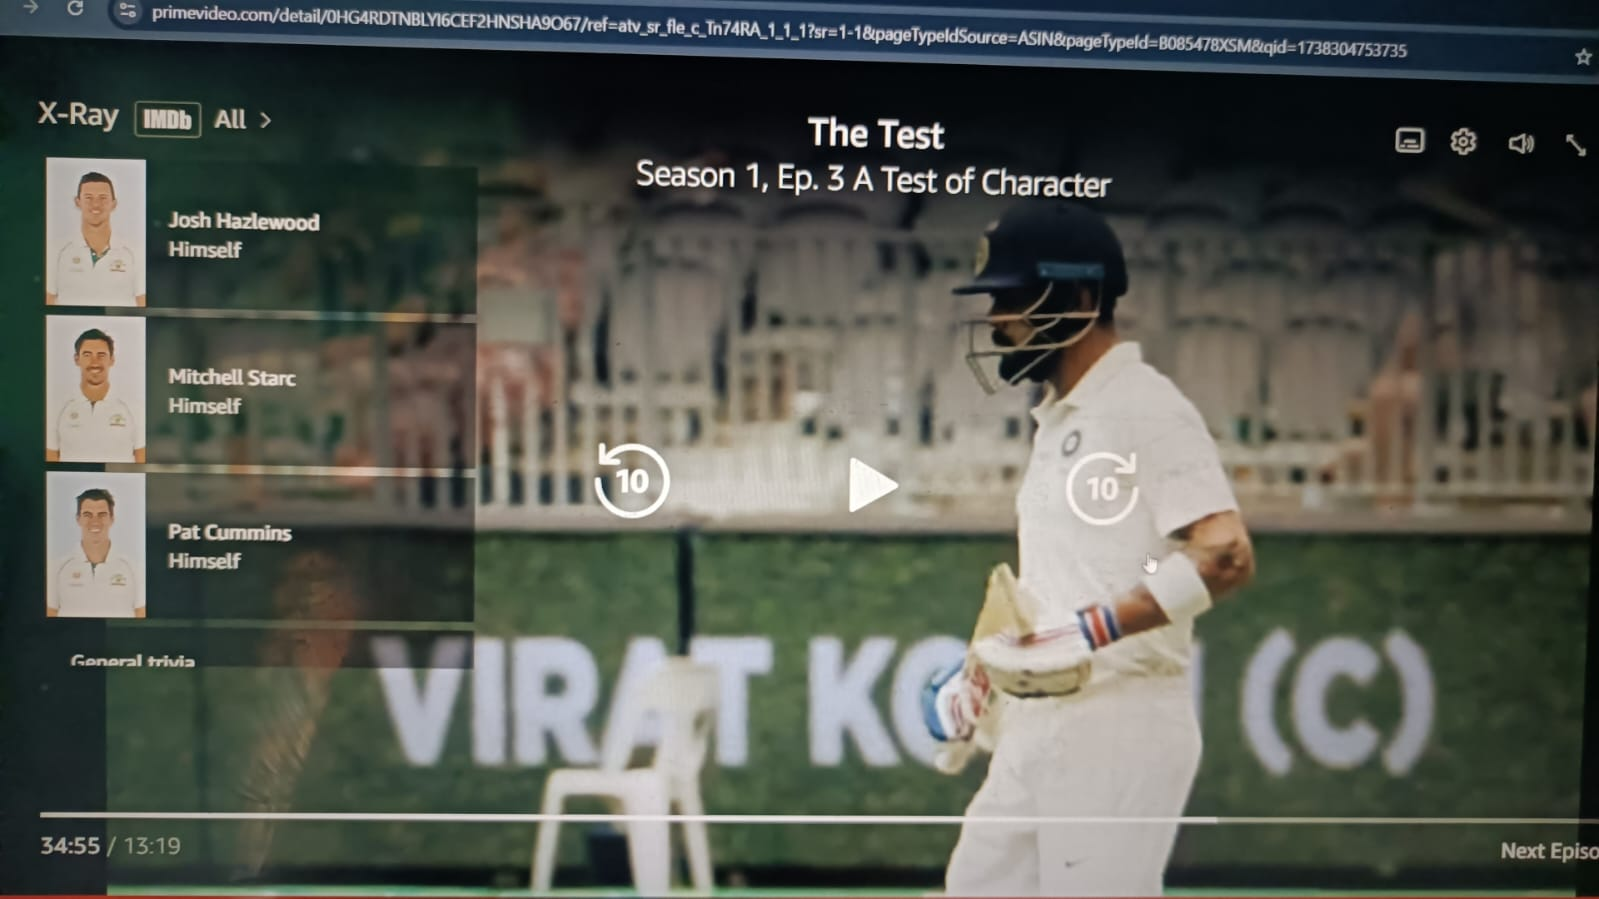 primevideo.com/detail/0HG4RDTNBLYI6CEF2HNSHA9O67/ref=atv_sr_fle_c_Tn74RA_1_1_1?sr=1-1&pageTypeIdSource=ASIN&pageTypeId=B085478XSM&qid=1738304753735
X-Ray IMDb All >
The Test
Season 1, Ep. 3 A Test of Character
Josh Hazlewood
Himself
Mitchell Starc
Himself
Pat Cummins
Himself
10
10
General trivia
VIRAT KO (C)
34:55 / 13:19
Next Episo